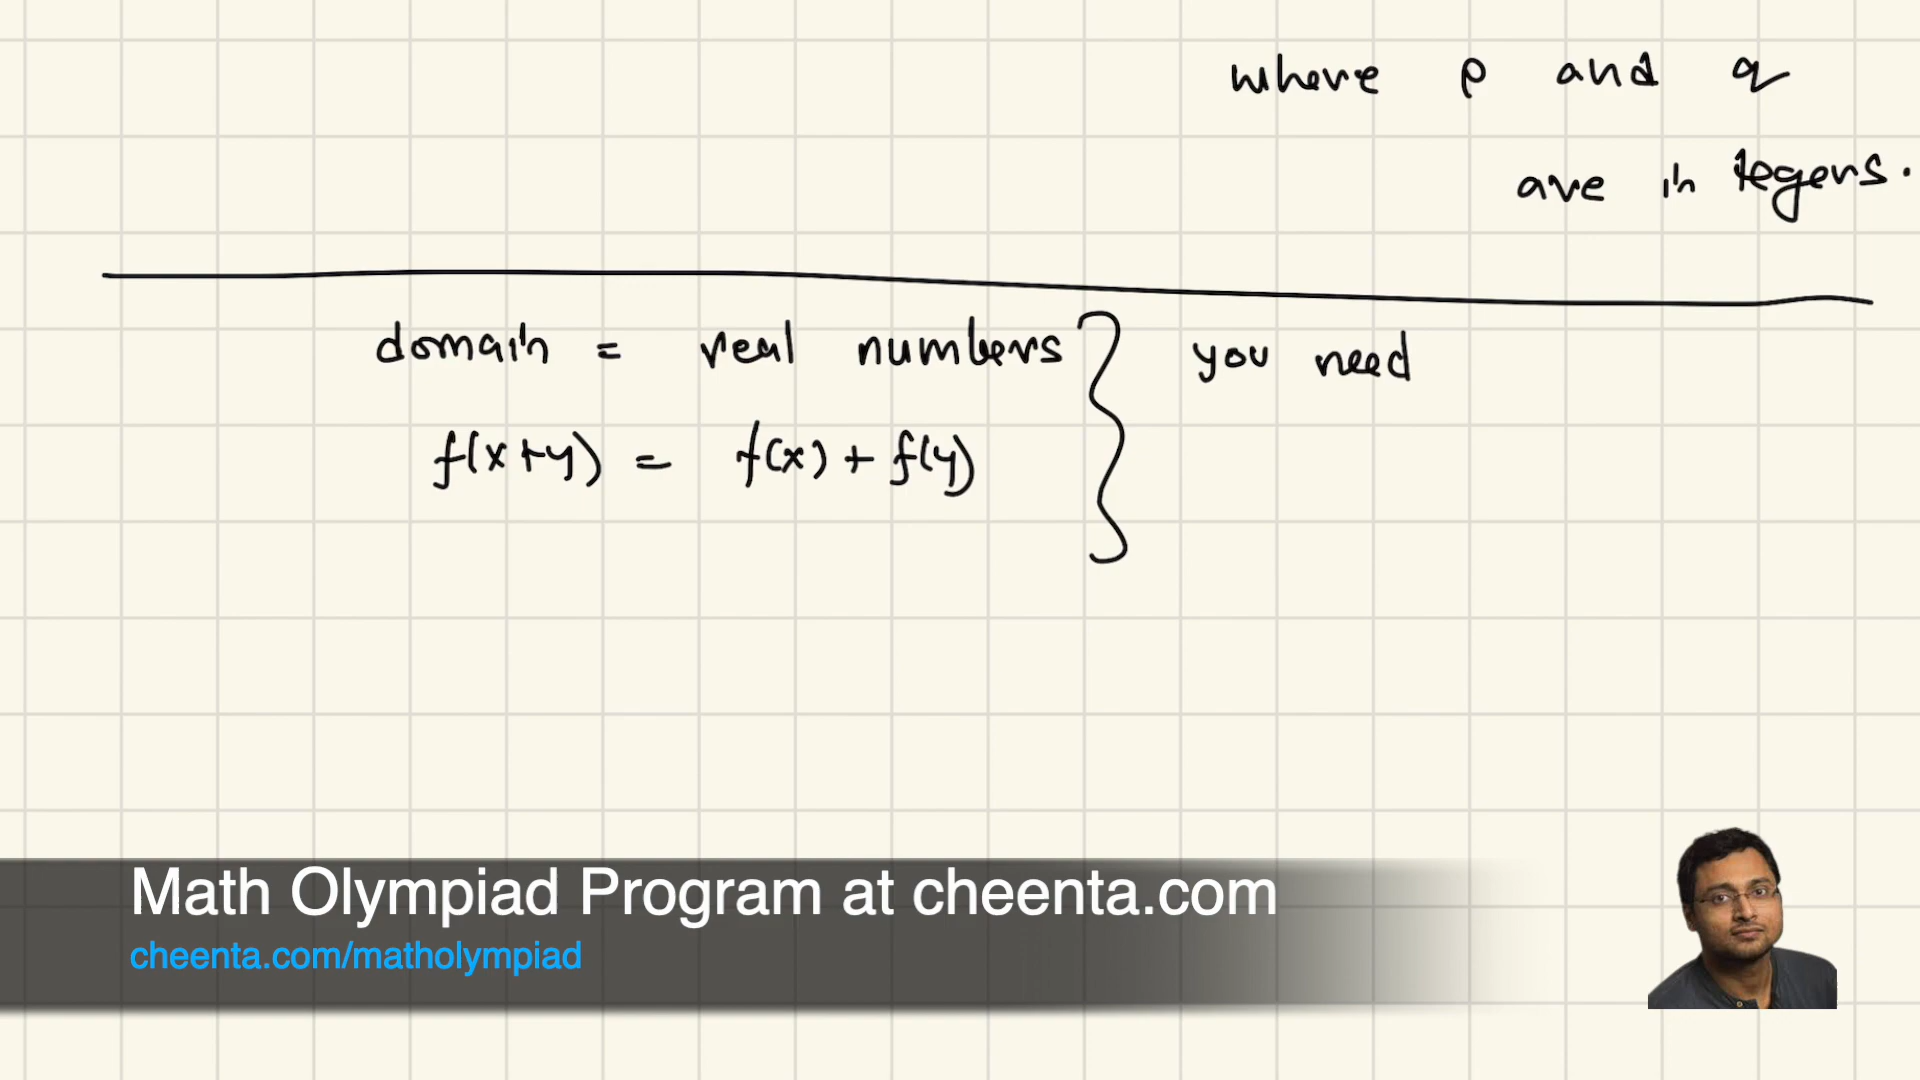 where p and q
are integers.
domain = real numbers } you need
f(x+y) = f(x) + f(y)
Math Olympiad Program at cheenta.com
cheenta.com/matholympiad